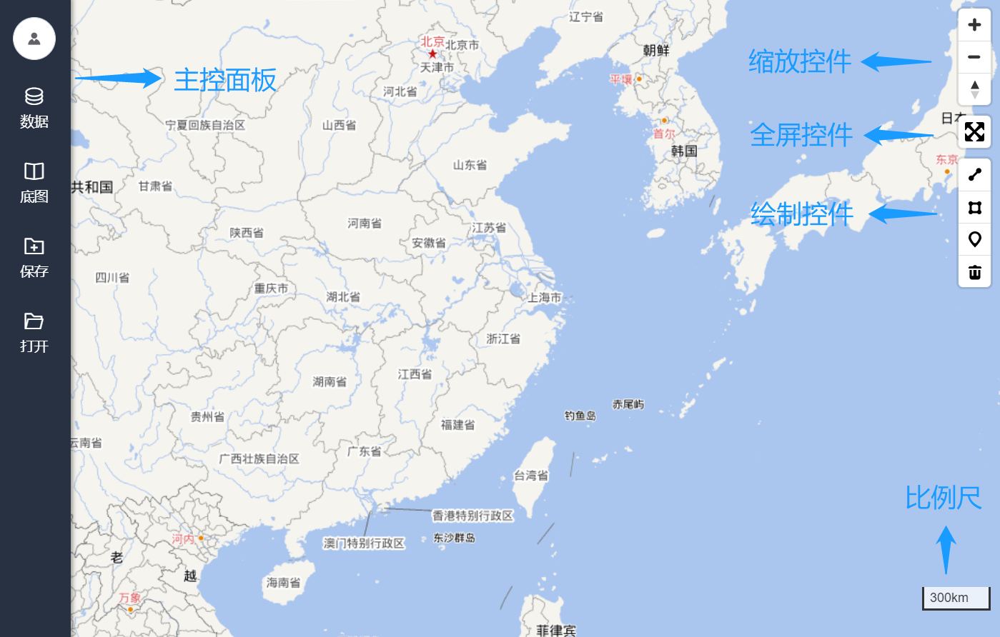 数据
底图
保存
打开
主控面板
缩放控件
全屏控件
绘制控件
比例尺
300km
辽宁省
北京
北京市
天津市
朝鲜
平壤
河北省
宁夏回族自治区
山西省
首尔
韩国
日本
东京
山东省
共和国
甘肃省
陕西省
河南省
江苏省
安徽省
四川省
重庆市
湖北省
上海市
浙江省
湖南省
江西省
赤尾屿
钓鱼岛
贵州省
福建省
云南省
广西壮族自治区
广东省
台湾省
香港特别行政区
澳门特别行政区
东沙群岛
河内
老
越
海南省
万象
菲律宾